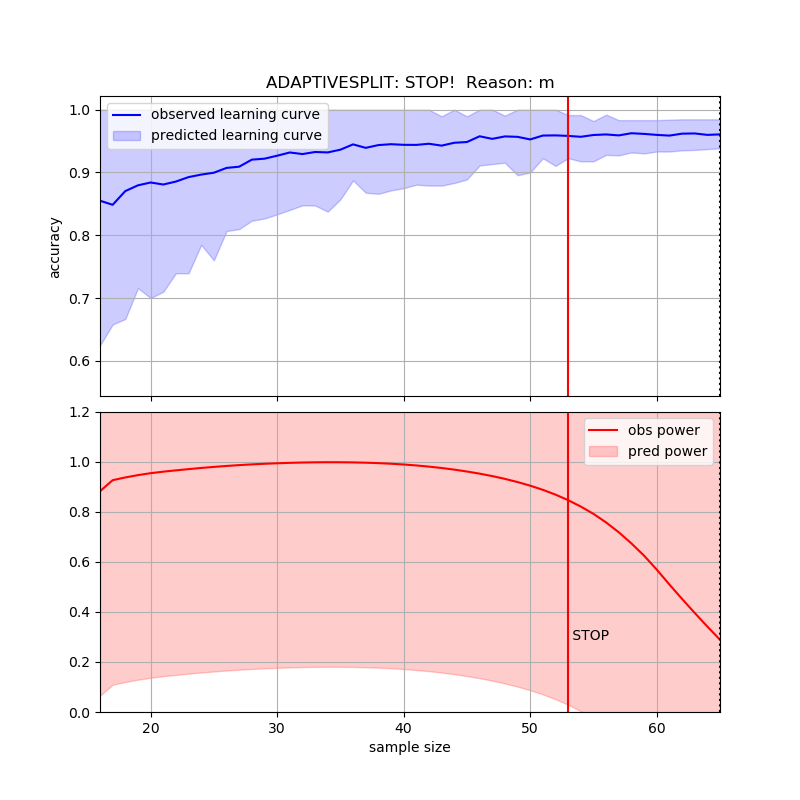 ADAPTIVESPLIT: STOP!  Reason: m
observed learning curve
predicted learning curve
accuracy
1.0
0.9
0.8
0.7
0.6
obs power
pred power
1.2
1.0
0.8
0.6
0.4
0.2
0.0
STOP
20 30 40 50 60
sample size